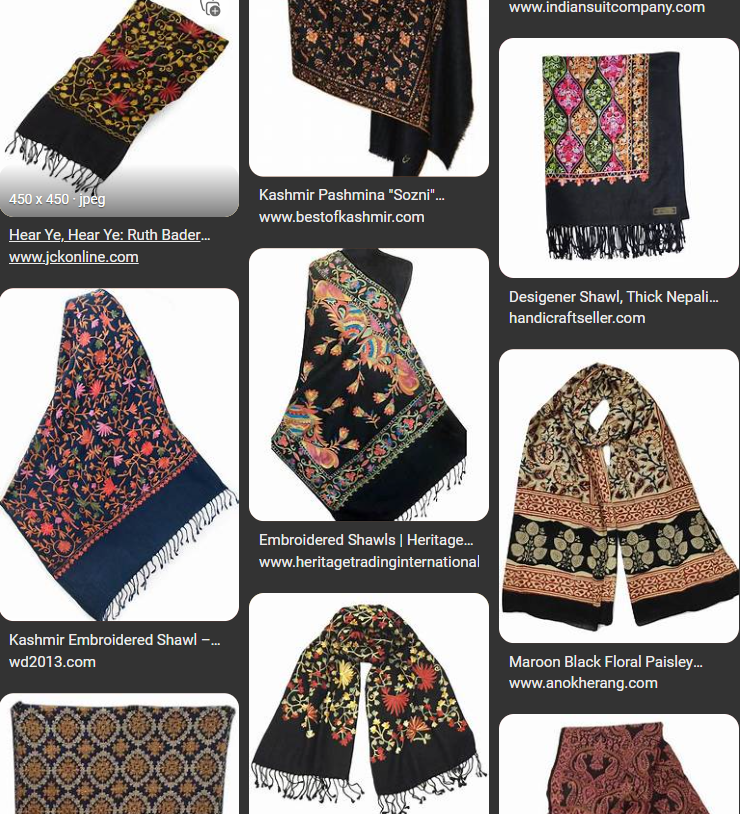 www.indiansuitcompany.com
450 x 450 · jpeg
Hear Ye, Hear Ye: Ruth Bader...
www.jckonline.com
Kashmir Pashmina "Sozni"...
www.bestofkashmir.com
Desigener Shawl, Thick Nepali...
handicraftseller.com
Embroidered Shawls | Heritage...
www.heritagetradinginternational
Kashmir Embroidered Shawl –...
wd2013.com
Maroon Black Floral Paisley...
www.anokherang.com